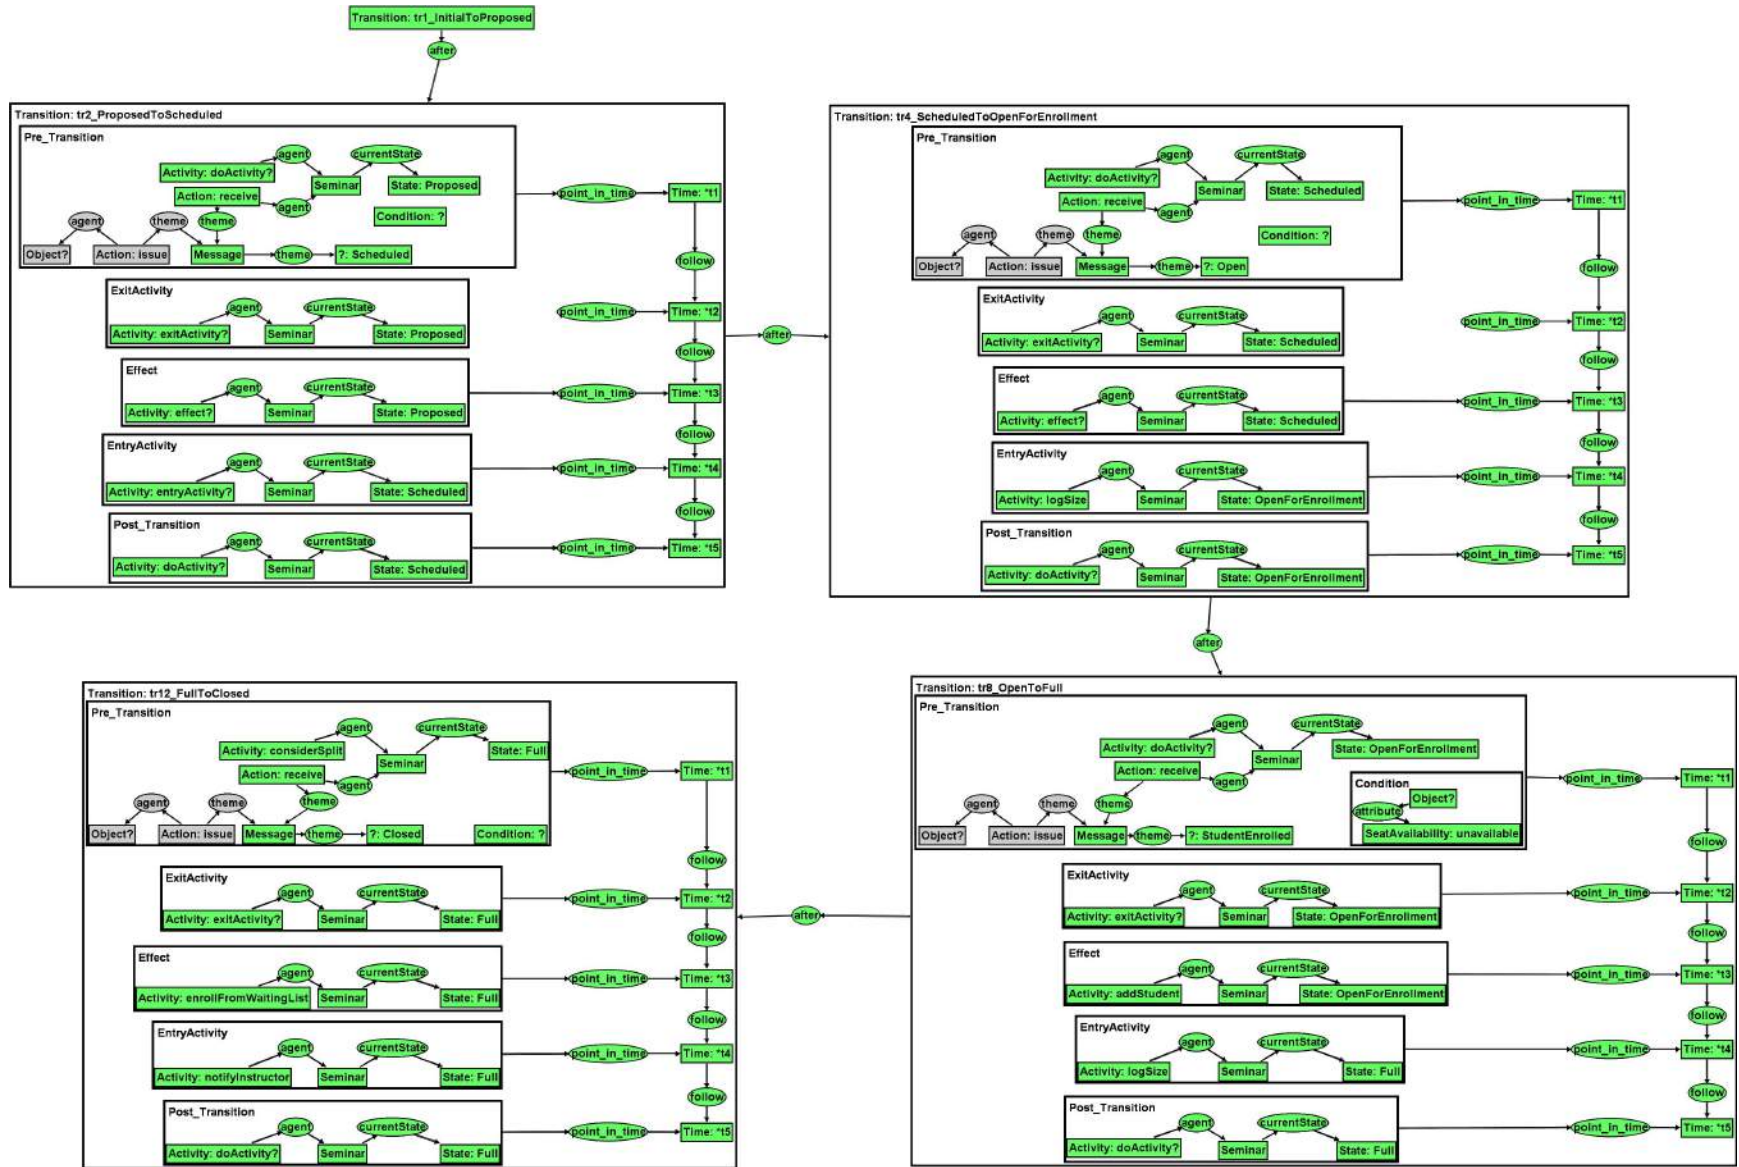 Transition: tr1_InitialToProposed
after
Transition: tr2_ProposedToScheduled
Pre_Transition
agent
currentState
Activity: doActivity?
Seminar
State: Proposed
Action: receive
agent
Condition: ?
agent
theme
theme
Object?
Action: issue
Message
theme
?: Scheduled
point_in_time
Time: *t1
follow
ExitActivity
agent
currentState
Activity: exitActivity?
Seminar
State: Proposed
point_in_time
Time: *t2
follow
Effect
agent
currentState
Activity: effect?
Seminar
State: Proposed
point_in_time
Time: *t3
follow
EntryActivity
agent
currentState
Activity: entryActivity?
Seminar
State: Scheduled
point_in_time
Time: *t4
follow
Post_Transition
agent
currentState
Activity: doActivity?
Seminar
State: Scheduled
point_in_time
Time: *t5
after
Transition: tr4_ScheduledToOpenForEnrollment
Pre_Transition
agent
currentState
Activity: doActivity?
Seminar
State: Scheduled
Action: receive
agent
Condition: ?
agent
theme
theme
Object?
Action: issue
Message
theme
?: Open
point_in_time
Time: *t1
follow
ExitActivity
agent
currentState
Activity: exitActivity?
Seminar
State: Scheduled
point_in_time
Time: *t2
follow
Effect
agent
currentState
Activity: effect?
Seminar
State: Scheduled
point_in_time
Time: *t3
follow
EntryActivity
agent
currentState
Activity: logSize
Seminar
State: OpenForEnrollment
point_in_time
Time: *t4
follow
Post_Transition
agent
currentState
Activity: doActivity?
Seminar
State: OpenForEnrollment
point_in_time
Time: *t5
after
Transition: tr8_OpenToFull
Pre_Transition
agent
currentState
Activity: doActivity?
Seminar
State: OpenForEnrollment
Action: receive
agent
Condition
Object?
attribute
SeatAvailability: unavailable
agent
theme
theme
Object?
Action: issue
Message
theme
?: StudentEnrolled
point_in_time
Time: *t1
follow
ExitActivity
agent
currentState
Activity: exitActivity?
Seminar
State: OpenForEnrollment
point_in_time
Time: *t2
follow
Effect
agent
currentState
Activity: addStudent
Seminar
State: OpenForEnrollment
point_in_time
Time: *t3
follow
EntryActivity
agent
currentState
Activity: logSize
Seminar
State: Full
point_in_time
Time: *t4
follow
Post_Transition
agent
currentState
Activity: doActivity?
Seminar
State: Full
point_in_time
Time: *t5
after
Transition: tr12_FullToClosed
Pre_Transition
agent
currentState
Activity: considerSplit
Seminar
State: Full
Action: receive
agent
agent
theme
theme
Object?
Action: issue
Message
theme
?: Closed
Condition: ?
point_in_time
Time: *t1
follow
ExitActivity
agent
currentState
Activity: exitActivity?
Seminar
State: Full
point_in_time
Time: *t2
follow
Effect
agent
currentState
Activity: enrollFromWaitingList
Seminar
State: Full
point_in_time
Time: *t3
follow
EntryActivity
agent
currentState
Activity: notifyInstructor
Seminar
State: Full
point_in_time
Time: *t4
follow
Post_Transition
agent
currentState
Activity: doActivity?
Seminar
State: Full
point_in_time
Time: *t5